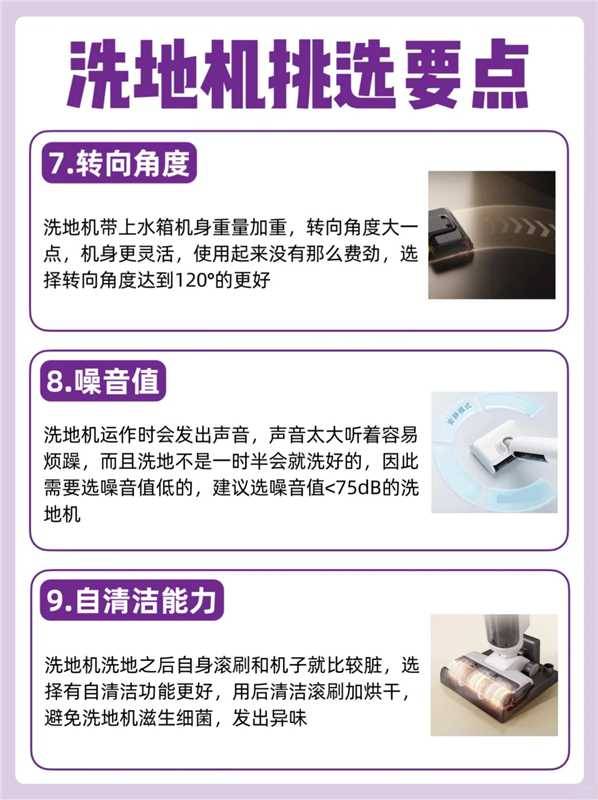 洗地机挑选要点
7.转向角度
洗地机带上水箱机身重量加重，转向角度大一
点，机身更灵活，使用起来没有那么费劲，选
择转向角度达到120°的更好
8.噪音值
洗地机运作时会发出声音，声音太大听着容易
烦躁，而且洗地不是一时半会就洗好的，因此
需要选噪音值低的，建议选噪音值<75dB的洗
地机
安静模式
9.自清洁能力
洗地机洗地之后自身滚刷和机子就比较脏，选
择有自清洁功能更好，用后清洁滚刷加烘干，
避免洗地机滋生细菌，发出异味